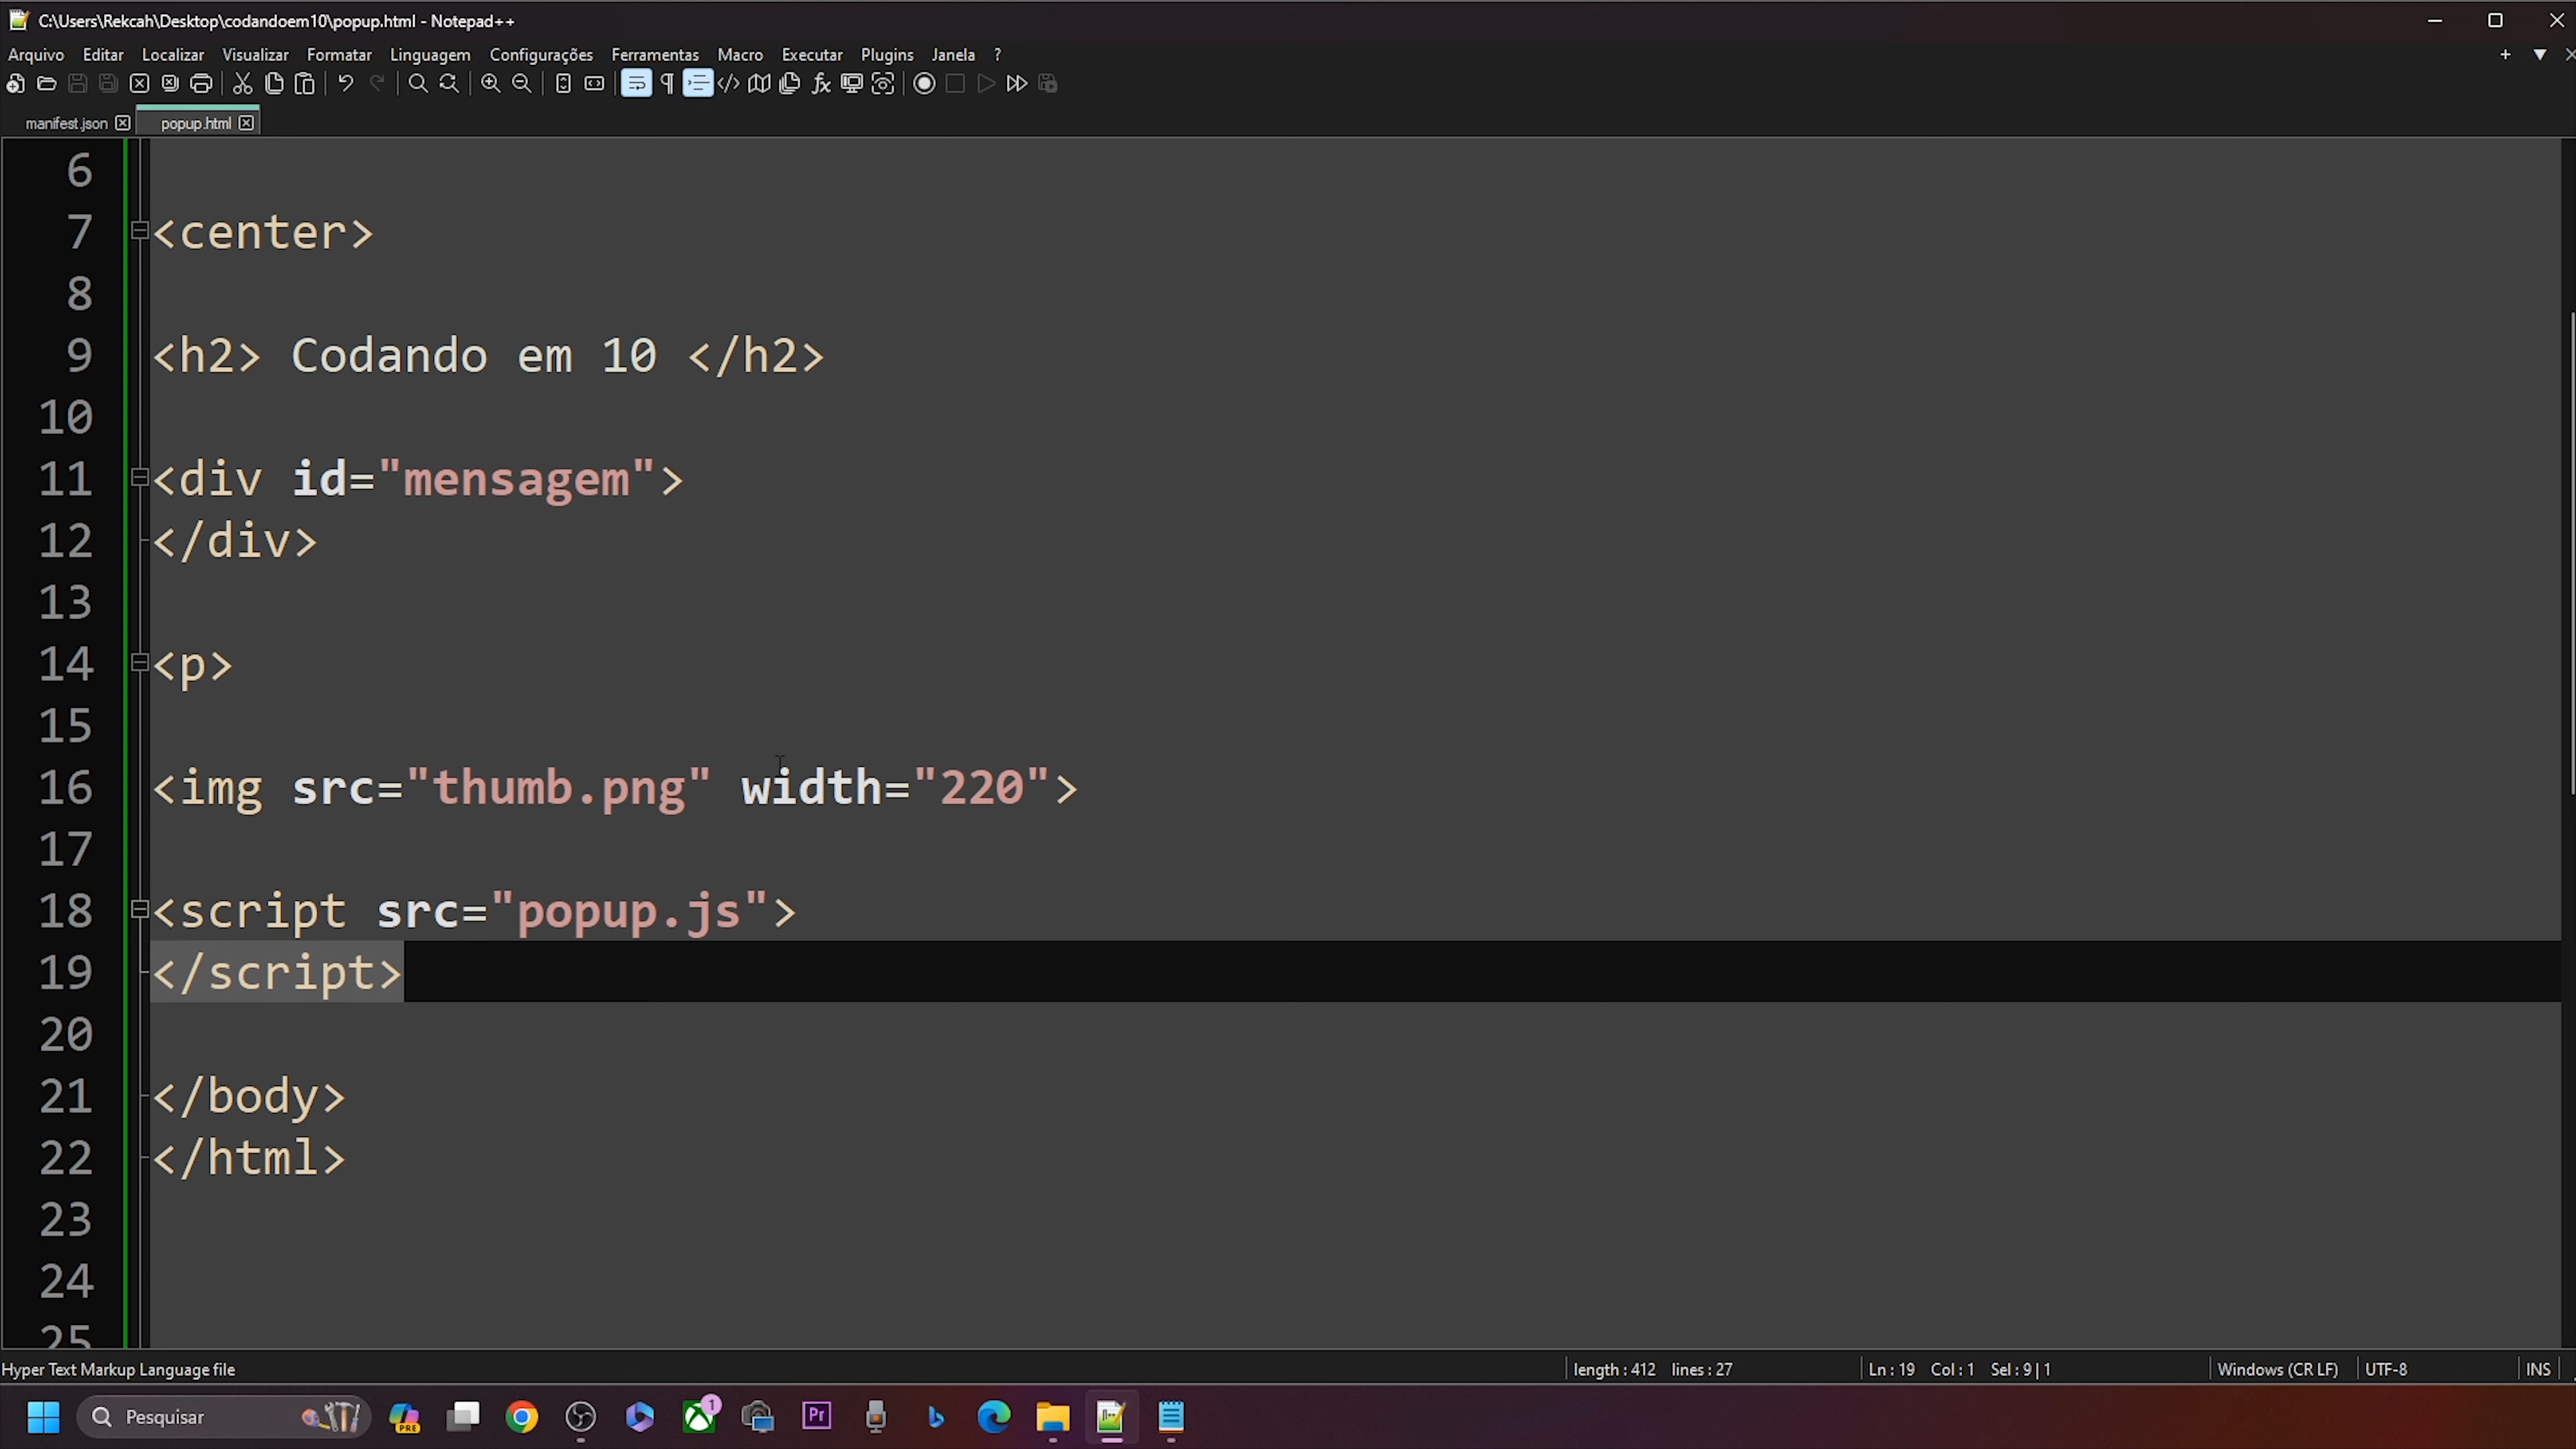 C:\Users\Rekcah\Desktop\codandoem10\popup.html - Notepad++
Arquivo Editar Localizar Visualizar Formatar Linguagem Configurações Ferramentas Macro Executar Plugins Janela ?
manifest.json popup.html
6
7 <center>
8
9 <h2> Codando em 10 </h2>
10
11 <div id="mensagem">
12 </div>
13
14 <p>
15
16 <img src="thumb.png" width="220">
17
18 <script src="popup.js">
19 </script>
20
21 </body>
22 </html>
23
24
25
Hyper Text Markup Language file length : 412 lines : 27 Ln : 19 Col : 1 Sel : 9 | 1 Windows (CR LF) UTF-8 INS
Pesquisar PRE 1 Pr